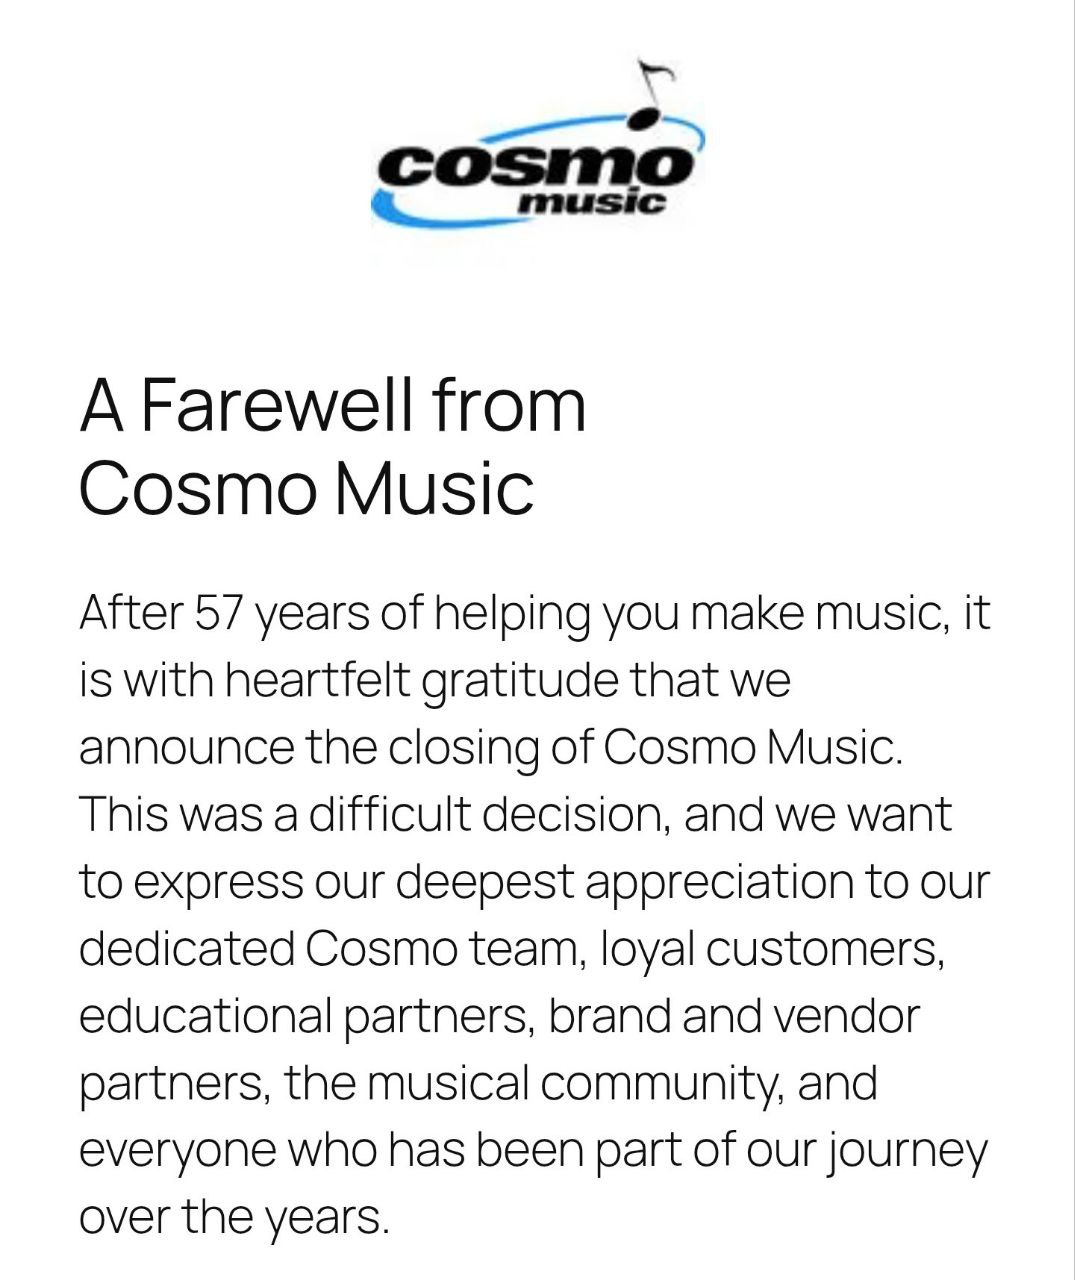 cosmo
music
A Farewell from
Cosmo Music
After 57 years of helping you make music, it
is with heartfelt gratitude that we
announce the closing of Cosmo Music.
This was a difficult decision, and we want
to express our deepest appreciation to our
dedicated Cosmo team, loyal customers,
educational partners, brand and vendor
partners, the musical community, and
everyone who has been part of our journey
over the years.